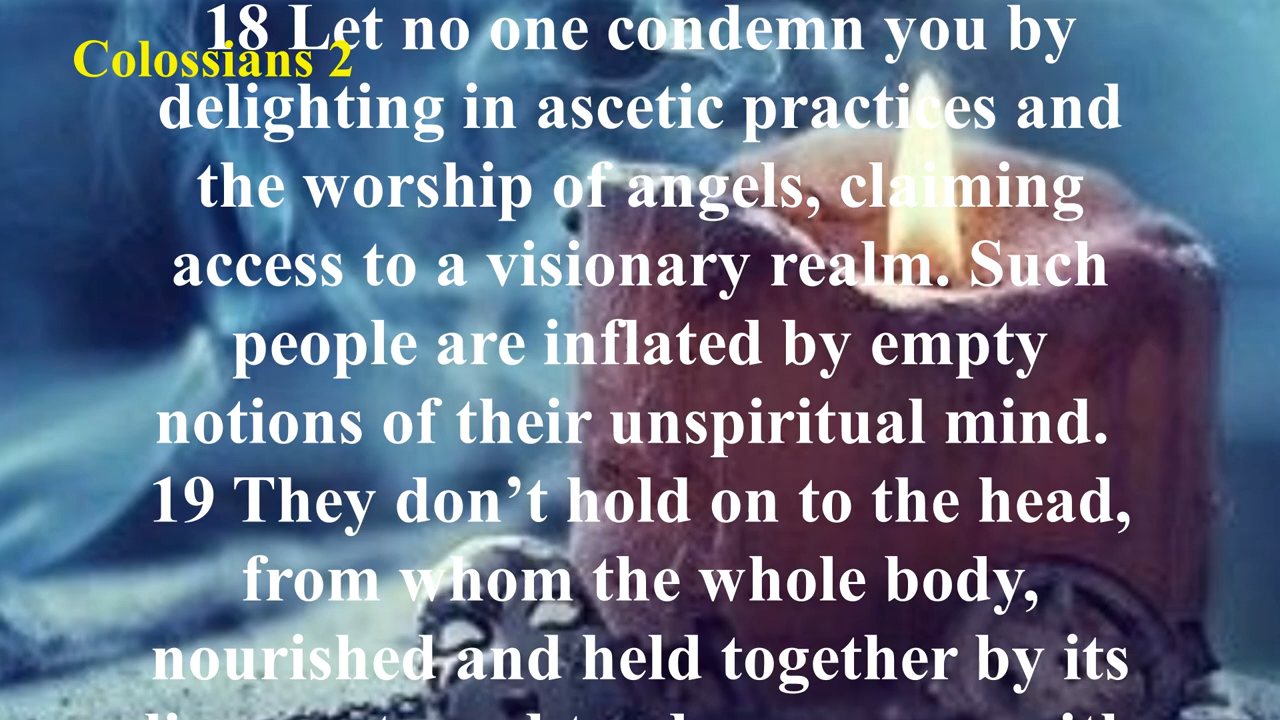 18 Let no one condemn you by
Colossians 2
delighting in ascetic practices and
the worship of angels, claiming
access to a visionary realm. Such
people are inflated by empty
notions of their unspiritual mind.
19 They don’t hold on to the head,
from whom the whole body,
nourished and held together by its